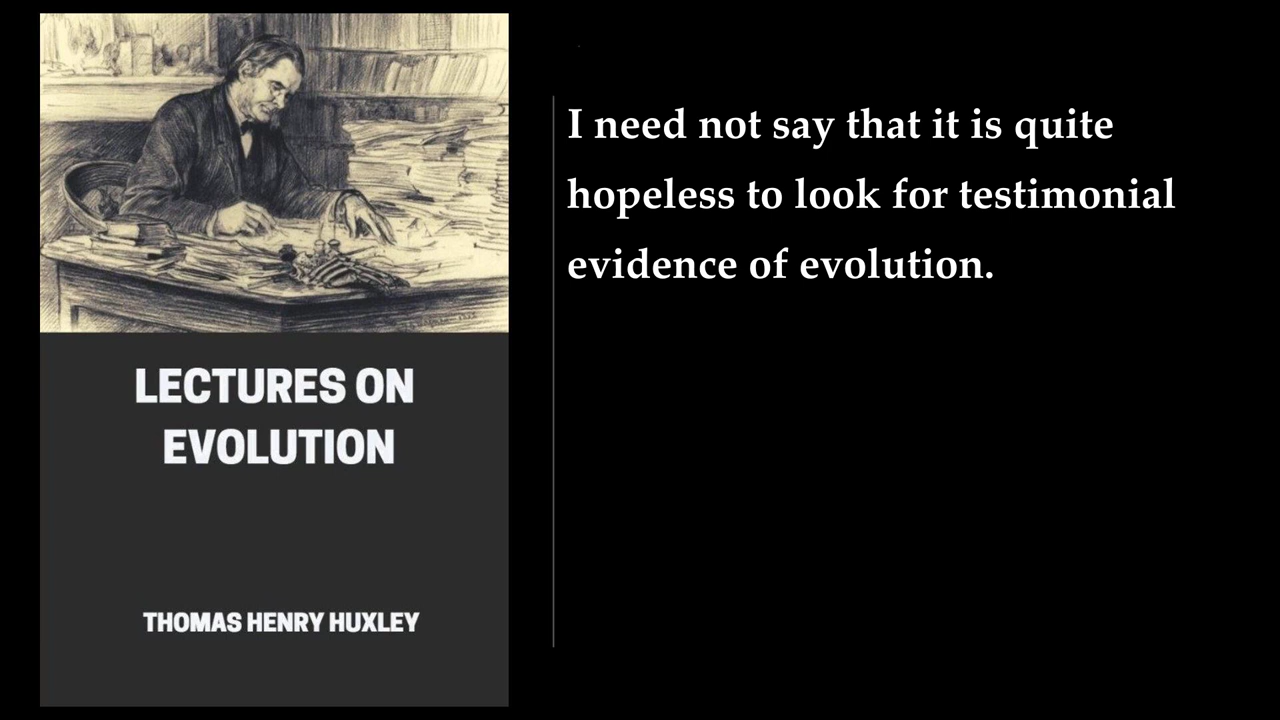 LECTURES ON
EVOLUTION
THOMAS HENRY HUXLEY
I need not say that it is quite
hopeless to look for testimonial
evidence of evolution.